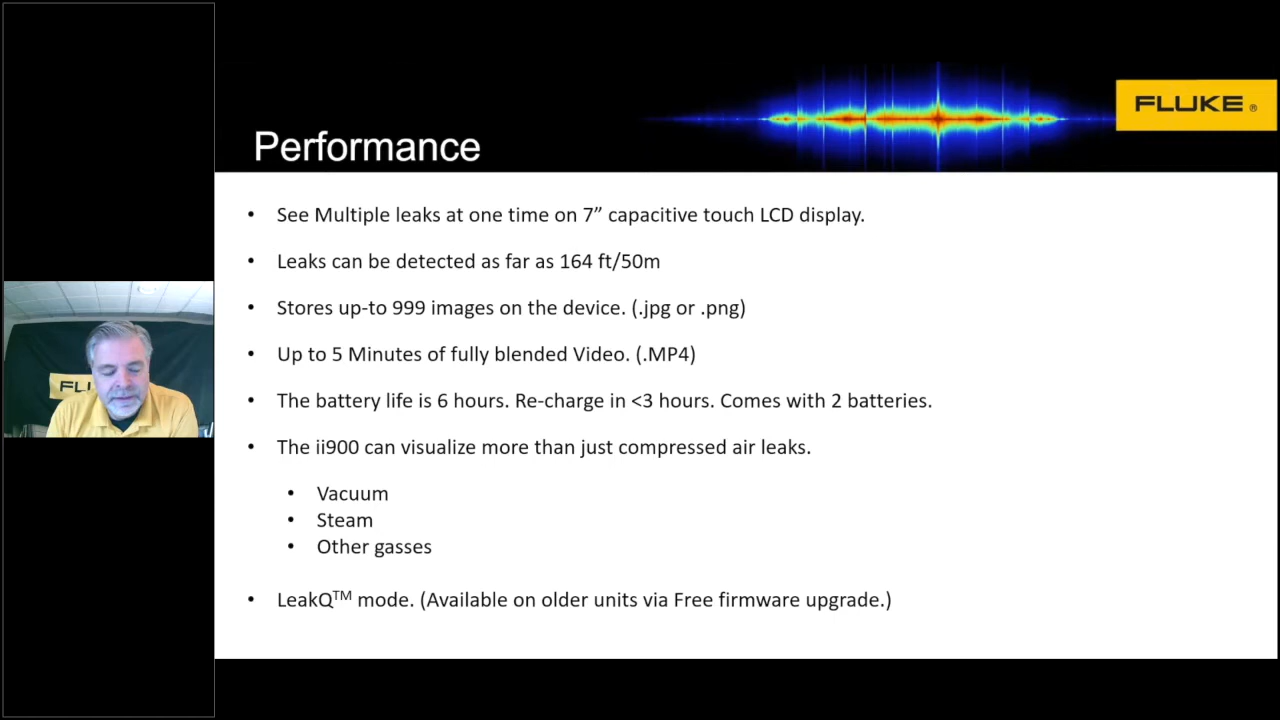 FLUKE®
Performance
• See Multiple leaks at one time on 7” capacitive touch LCD display.
• Leaks can be detected as far as 164 ft/50m
• Stores up-to 999 images on the device. (.jpg or .png)
• Up to 5 Minutes of fully blended Video. (.MP4)
• The battery life is 6 hours. Re-charge in <3 hours. Comes with 2 batteries.
• The ii900 can visualize more than just compressed air leaks.
• Vacuum
• Steam
• Other gasses
• LeakQ™ mode. (Available on older units via Free firmware upgrade.)
FLU